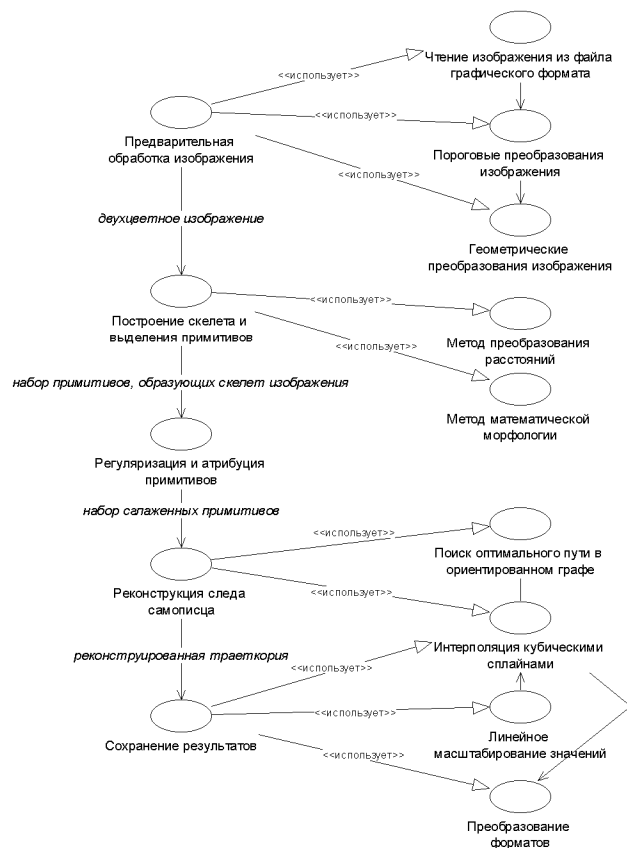 Чтение изображения из файла
графического формата
<<использует>>
<<использует>>
Предварительная
обработка изображения
Пороговые преобразования
изображения
<<использует>>
двухцветное изображение
Геометрические
преобразования изображения
<<использует>>
Построение скелета и
выделения примитивов
Метод преобразования
расстояний
<<использует>>
набор примитивов, образующих скелет изображения
Метод математической
морфологии
Регуляризация и атрибуция
примитивов
набор сглаженных примитивов
<<использует>>
Поиск оптимального пути в
ориентированном графе
Реконструкция следа
самописца
<<использует>>
Интерполяция кубическими
сплайнами
реконструированная траеткория
<<использует>>
<<использует>>
Сохранение результатов
Линейное
масштабирование значений
<<использует>>
Преобразование
форматов